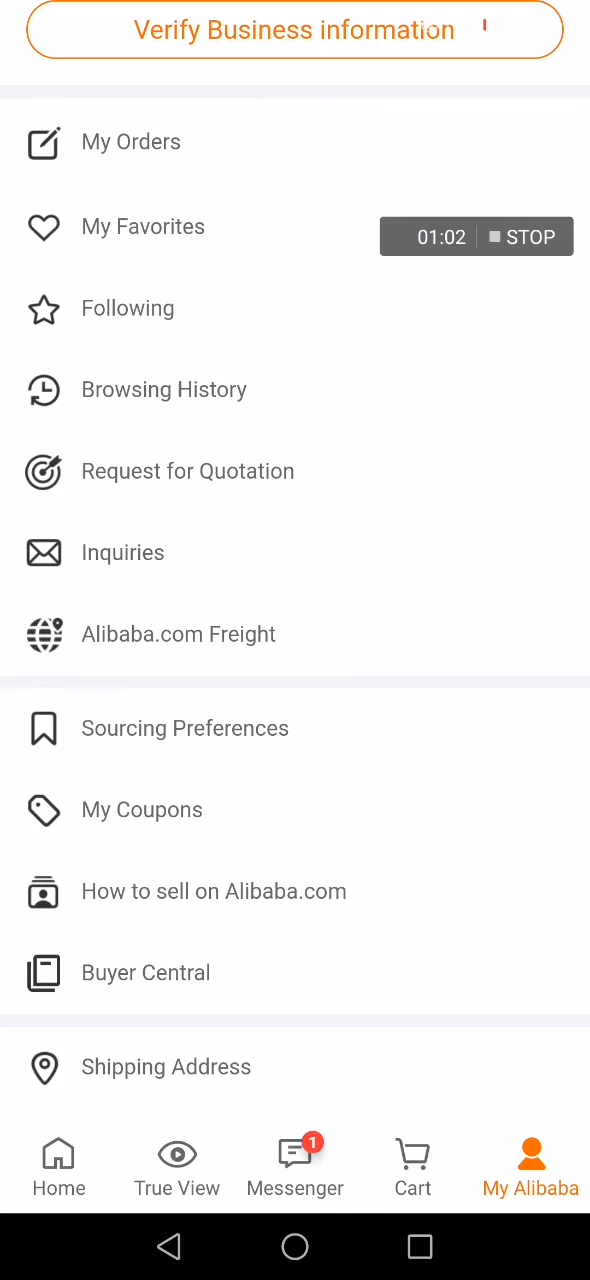 Verify Business information
My Orders
My Favorites
01:02 STOP
Following
Browsing History
Request for Quotation
Inquiries
Alibaba.com Freight
Sourcing Preferences
My Coupons
How to sell on Alibaba.com
Buyer Central
Shipping Address
1
Home True View Messenger Cart My Alibaba